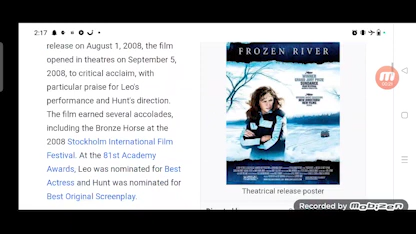 2:17
release on August 1, 2008, the film
opened in theatres on September 5,
2008, to critical acclaim, with
particular praise for Leo's
performance and Hunt's direction.
The film earned several accolades,
including the Bronze Horse at the
2008 Stockholm International Film
Festival. At the 81st Academy
Awards, Leo was nominated for Best
Actress and Hunt was nominated for
Best Original Screenplay.
FROZEN RIVER
Theatrical release poster
Recorded by mobizen